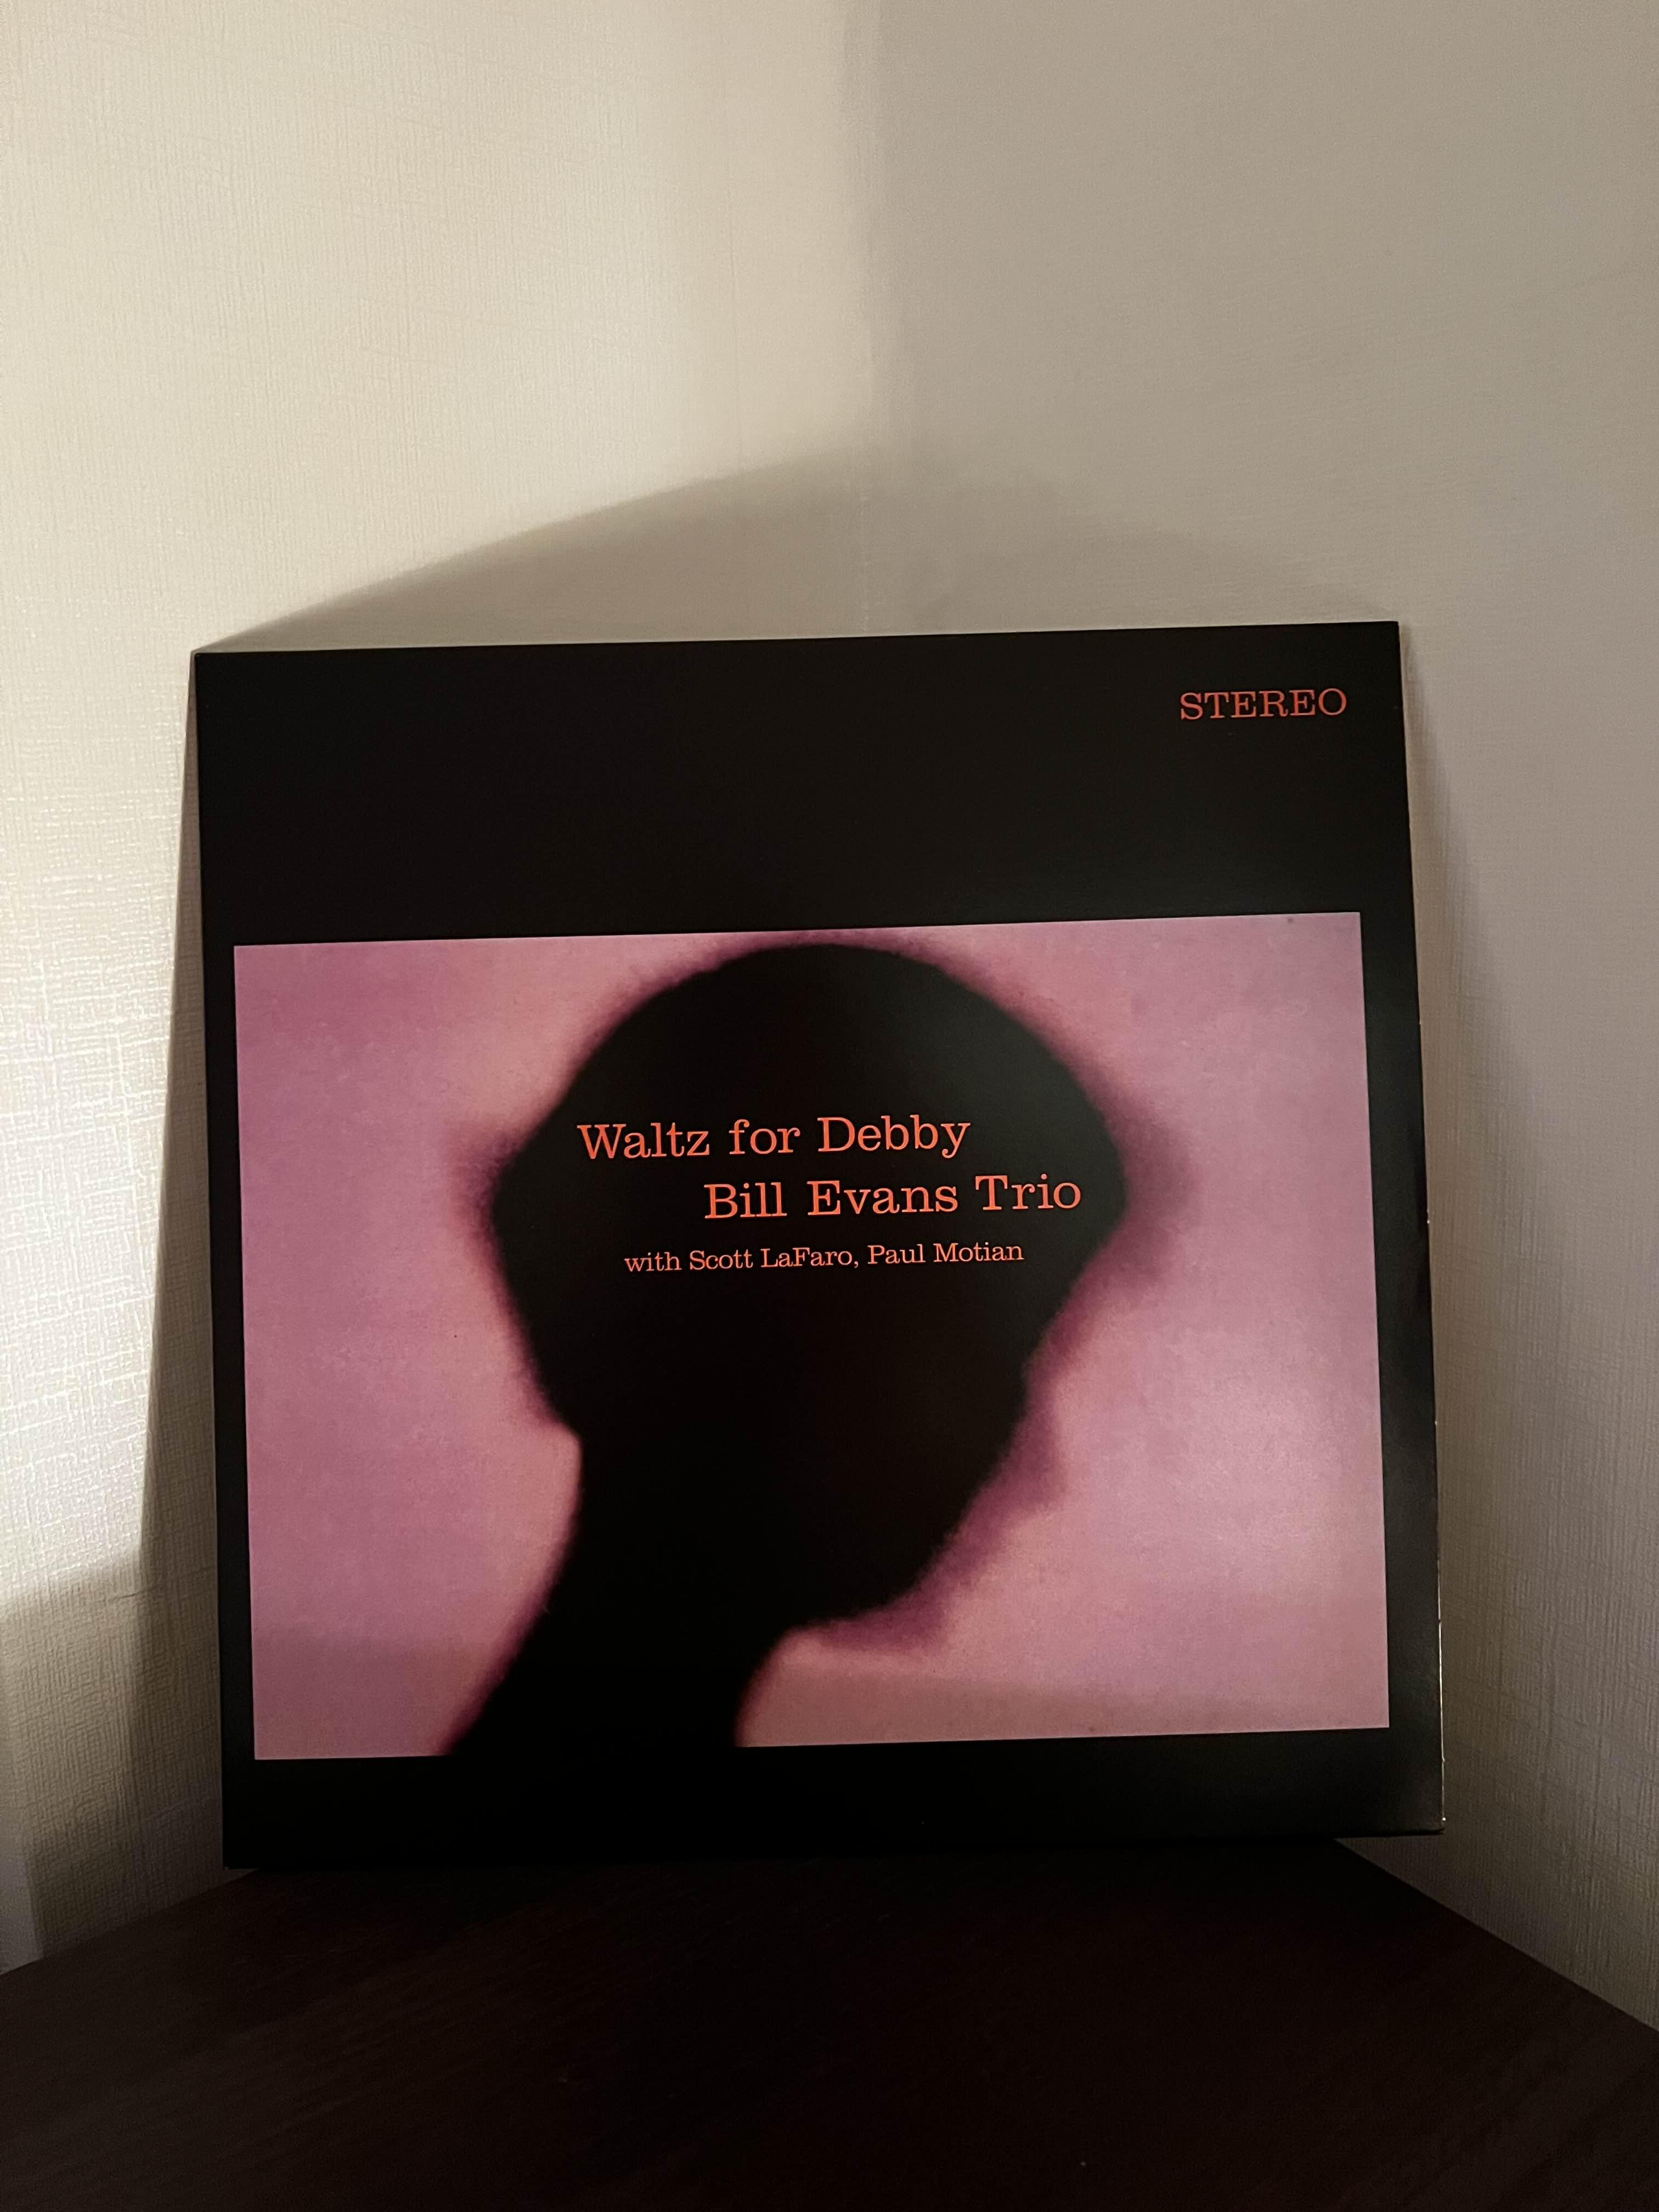 STEREO
Waltz for Debby
Bill Evans Trio
with Scott LaFaro, Paul Motian